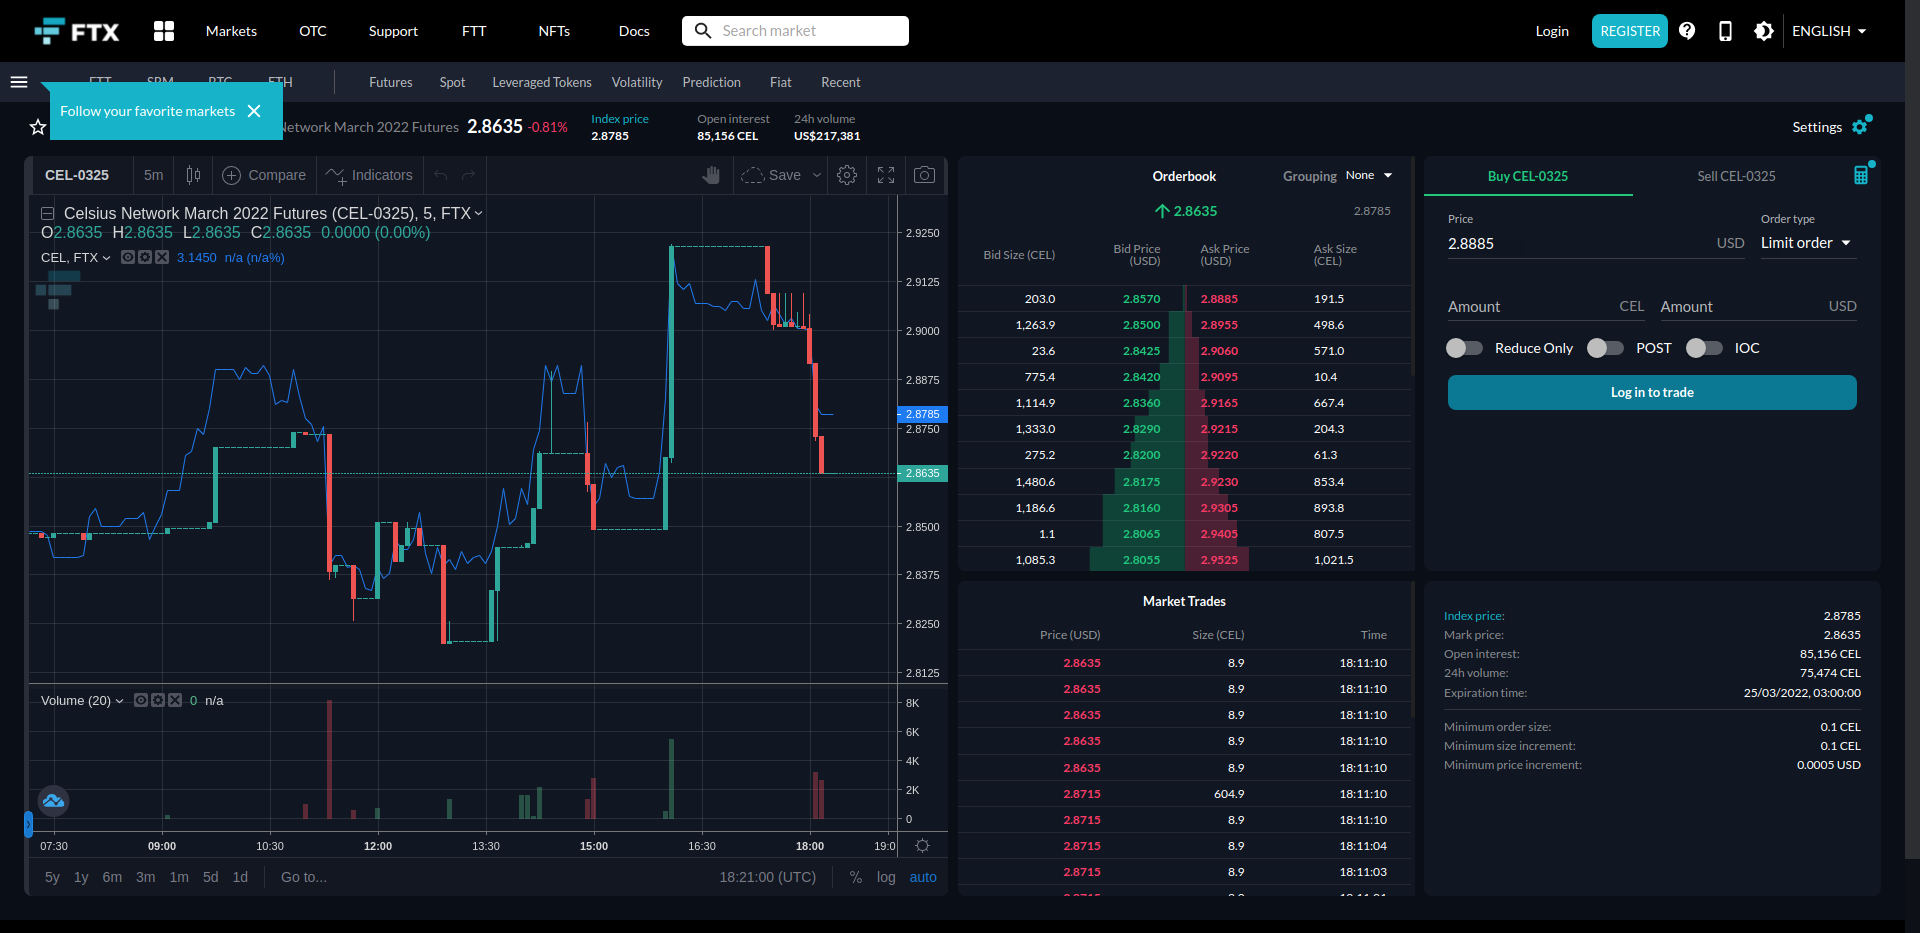 FTX
Markets
OTC
Support
FTT
NFTs
Docs
Search market
Login
REGISTER
ENGLISH
FTT SRM BTC ETH
Futures Spot Leveraged Tokens Volatility Prediction Fiat Recent
Follow your favorite markets
Network March 2022 Futures
2.8635 -0.81%
Index price
2.8785
Open interest
85,156 CEL
24h volume
US$217,381
Settings
CEL-0325 5m Compare Indicators Save
Celsius Network March 2022 Futures (CEL-0325), 5, FTX
O2.8635 H2.8635 L2.8635 C2.8635 0.0000 (0.00%)
CEL, FTX 3.1450 n/a (n/a%)
2.9250
2.9125
2.9000
2.8875
2.8785
2.8750
2.8635
2.8500
2.8375
2.8250
2.8125
Volume (20) 0 n/a
8K
6K
4K
2K
0
07:30 09:00 10:30 12:00 13:30 15:00 16:30 18:00 19:0
5y 1y 6m 3m 1m 5d 1d Go to... 18:21:00 (UTC) % log auto
Orderbook
Grouping None
2.8635 2.8785
Bid Size (CEL) Bid Price (USD) Ask Price (USD) Ask Size (CEL)
203.0 2.8570 2.8885 191.5
1,263.9 2.8500 2.8955 498.6
23.6 2.8425 2.9060 571.0
775.4 2.8420 2.9095 10.4
1,114.9 2.8360 2.9165 667.4
1,333.0 2.8290 2.9215 204.3
275.2 2.8200 2.9220 61.3
1,480.6 2.8175 2.9230 853.4
1,186.6 2.8160 2.9305 893.8
1.1 2.8065 2.9405 807.5
1,085.3 2.8055 2.9525 1,021.5
Market Trades
Price (USD) Size (CEL) Time
2.8635 8.9 18:11:10
2.8635 8.9 18:11:10
2.8635 8.9 18:11:10
2.8635 8.9 18:11:10
2.8635 8.9 18:11:10
2.8715 604.9 18:11:10
2.8715 8.9 18:11:10
2.8715 8.9 18:11:04
2.8715 8.9 18:11:03
Buy CEL-0325
Sell CEL-0325
Price
2.8885 USD
Order type
Limit order
Amount CEL
Amount USD
Reduce Only POST IOC
Log in to trade
Index price: 2.8785
Mark price: 2.8635
Open interest: 85,156 CEL
24h volume: 75,474 CEL
Expiration time: 25/03/2022, 03:00:00
Minimum order size: 0.1 CEL
Minimum size increment: 0.1 CEL
Minimum price increment: 0.0005 USD